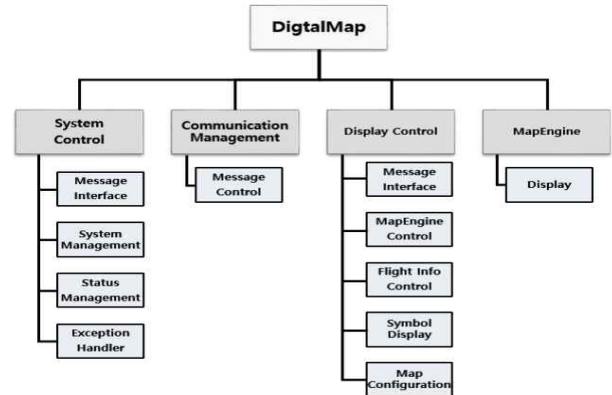 DigtalMap
System
Control
Communication
Management
Display Control
MapEngine
Message
Interface
System
Management
Status
Management
Exception
Handler
Message
Control
Message
Interface
MapEngine
Control
Flight Info
Control
Symbol
Display
Map
Configuration
Display